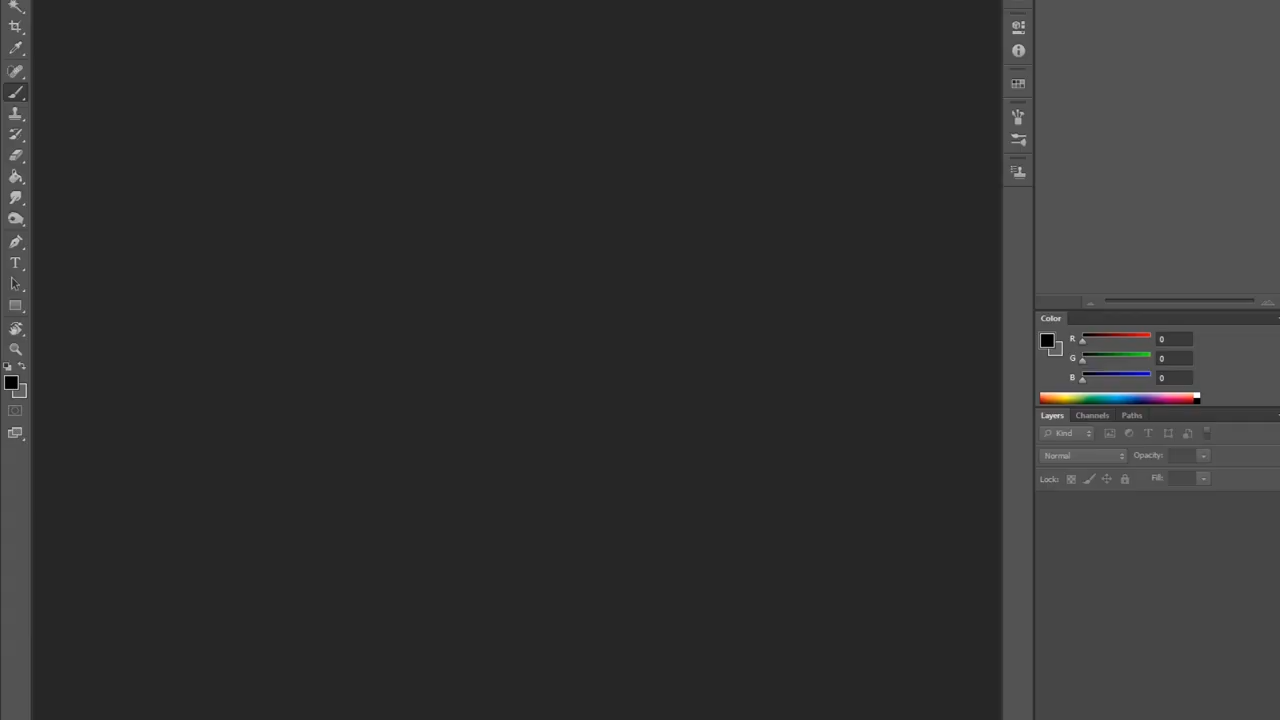 Color
R 0
G 0
B 0
Layers Channels Paths
Kind T
Normal Opacity:
Lock: Fill:
T